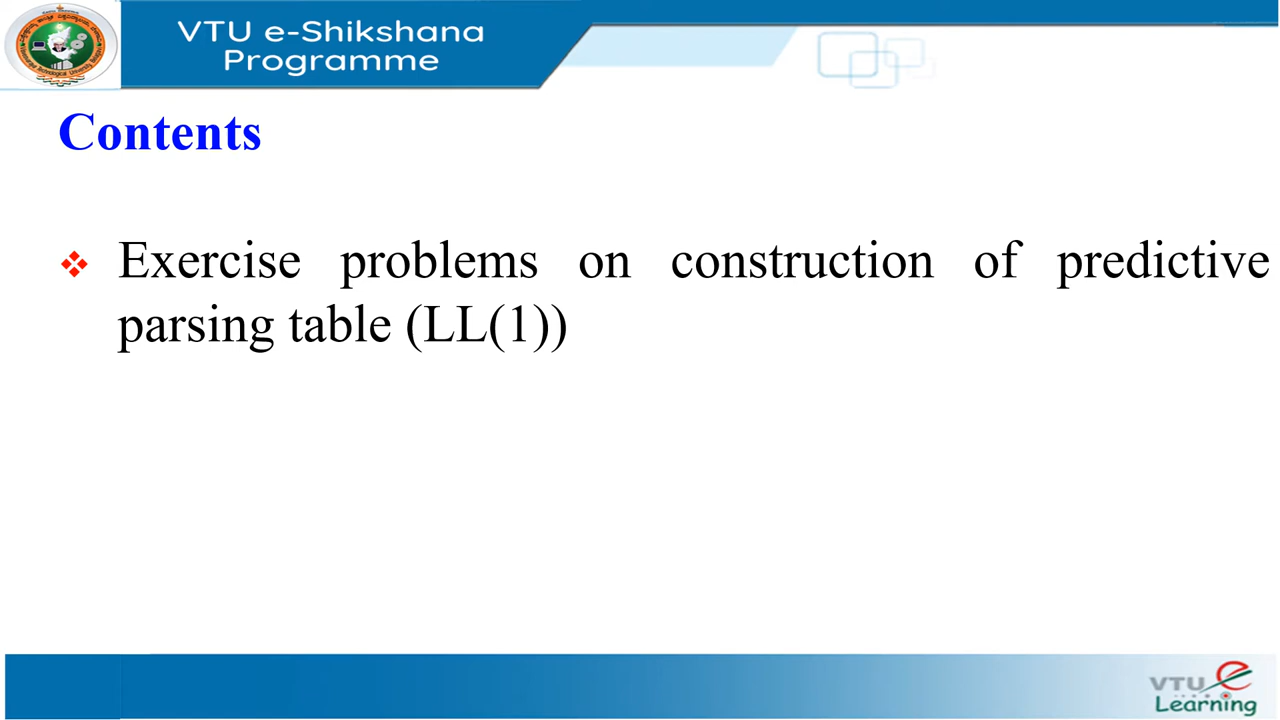 VTU e-Shikshana
Programme
Contents
Exercise problems on construction of predictive
parsing table (LL(1))
VTU e
Learning